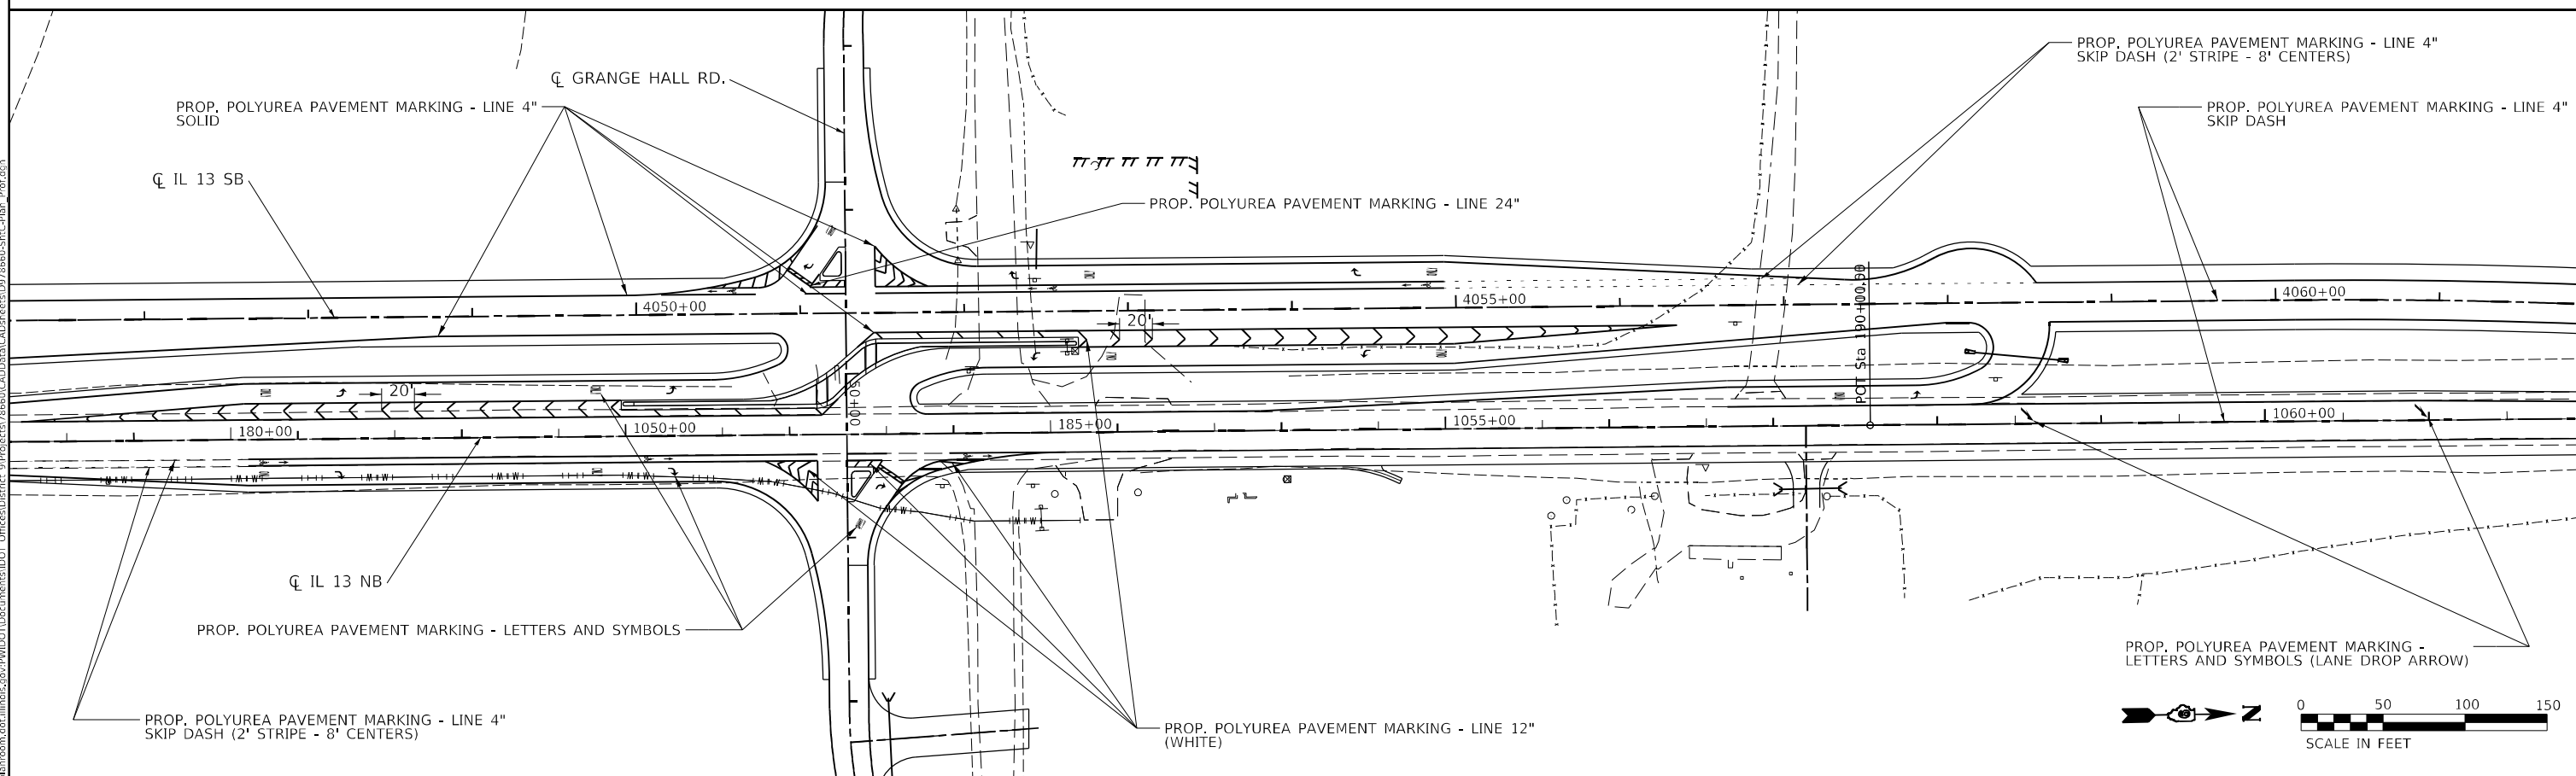 PROP. POLYUREA PAVEMENT MARKING - LINE 4"
SKIP DASH (2' STRIPE - 8' CENTERS)
℄ GRANGE HALL RD.
PROP. POLYUREA PAVEMENT MARKING - LINE 4"
SOLID
PROP. POLYUREA PAVEMENT MARKING - LINE 4"
SKIP DASH
℄ IL 13 SB
PROP. POLYUREA PAVEMENT MARKING - LINE 24"
4050+00
4055+00
4060+00
20'
POT Sta 190+00.00
20'
50+00
180+00
1050+00
185+00
1055+00
1060+00
℄ IL 13 NB
PROP. POLYUREA PAVEMENT MARKING - LETTERS AND SYMBOLS
PROP. POLYUREA PAVEMENT MARKING -
LETTERS AND SYMBOLS (LANE DROP ARROW)
PROP. POLYUREA PAVEMENT MARKING - LINE 4"
SKIP DASH (2' STRIPE - 8' CENTERS)
PROP. POLYUREA PAVEMENT MARKING - LINE 12"
(WHITE)
N
0 50 100 150
SCALE IN FEET